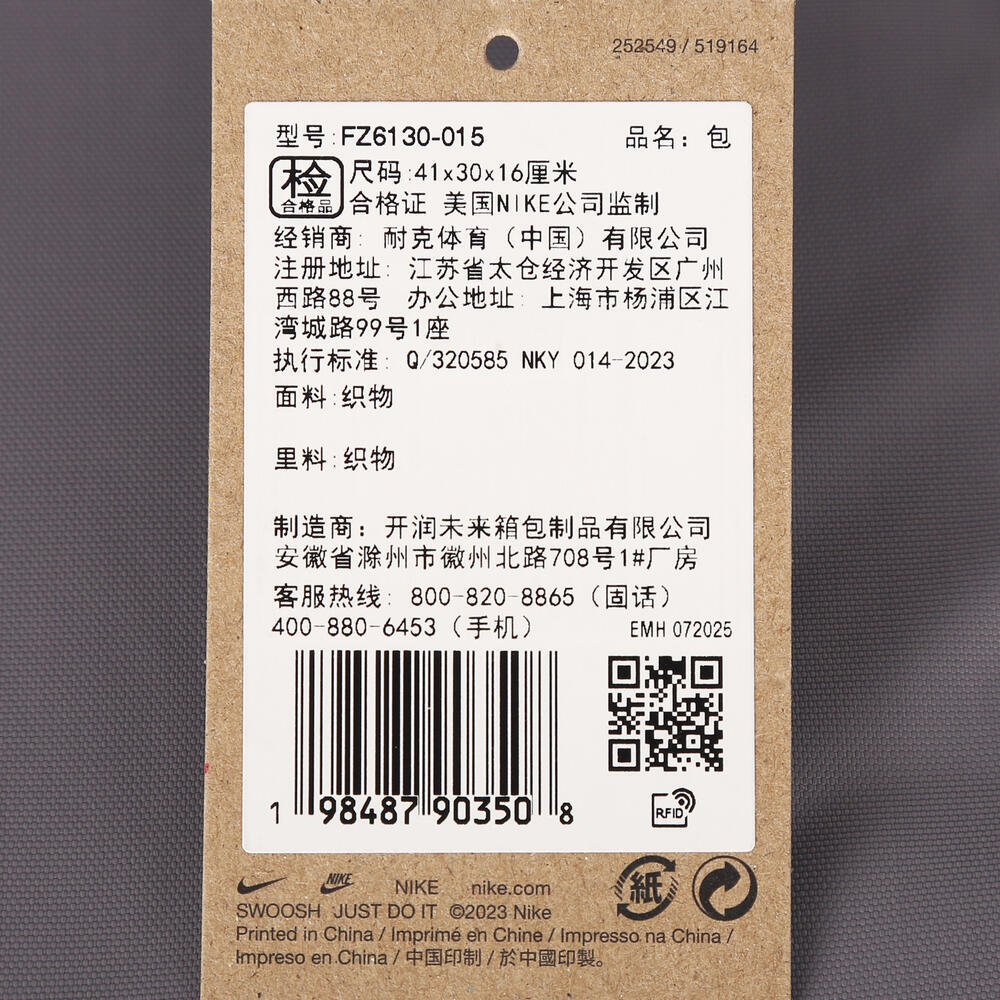 252549 / 519164
型号:FZ6130-015 品名：包
检 合格品 尺码:41x30x16厘米
合格证 美国NIKE公司监制
经销商：耐克体育（中国）有限公司
注册地址：江苏省太仓经济开发区广州
西路88号 办公地址：上海市杨浦区江
湾城路99号1座
执行标准：Q/320585 NKY 014-2023
面料:织物
里料:织物
制造商：开润未来箱包制品有限公司
安徽省滁州市徽州北路708号1#厂房
客服热线：800-820-8865（固话）
400-880-6453（手机） EMH 072025
1 98487 90350 8
RFID
NIKE NIKE nike.com
紙
SWOOSH JUST DO IT ©2023 Nike
Printed in China / Imprimé en Chine / Impresso na China /
Impreso en China / 中国印制 / 於中國印製。